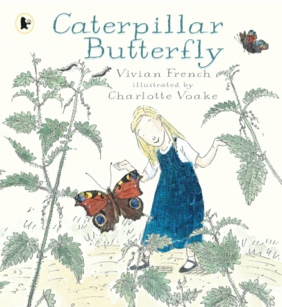 Caterpillar
Butterfly
Vivian French
illustrated by
Charlotte Voake